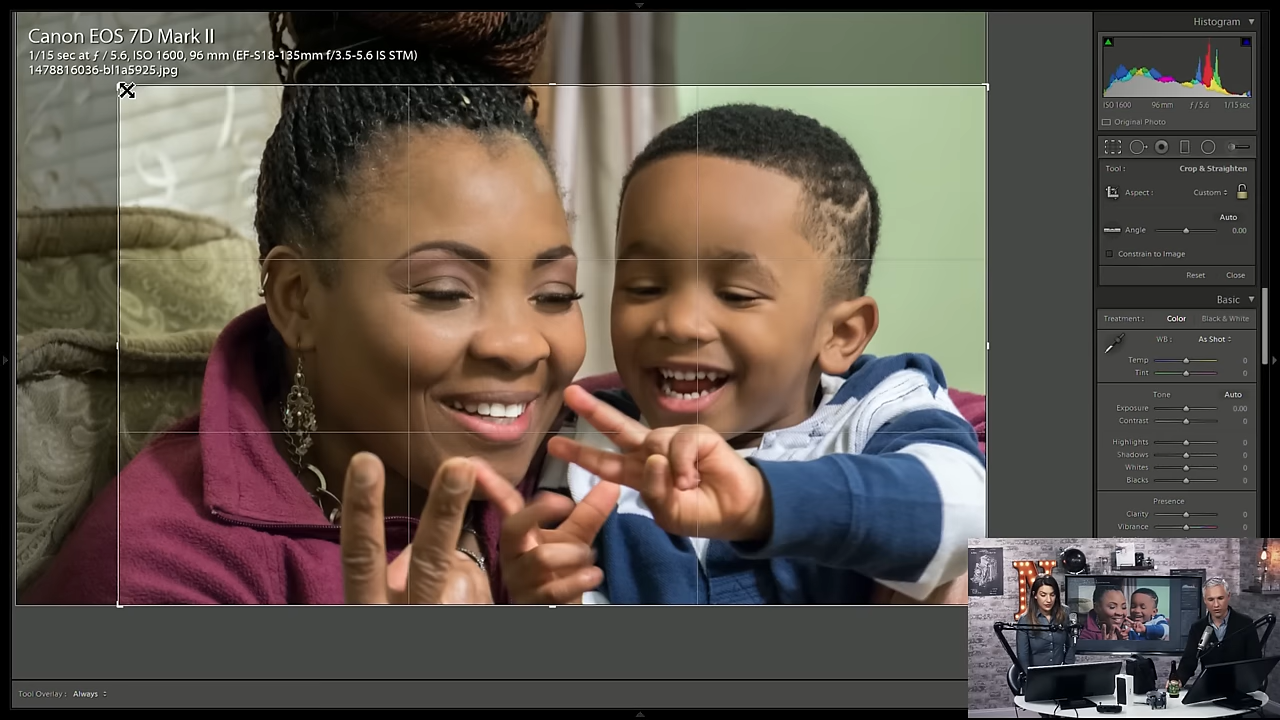 Canon EOS 7D Mark II
1/15 sec at ƒ / 5.6, ISO 1600, 96 mm (EF-S18-135mm f/3.5-5.6 IS STM)
1478816036-bl1a5925.jpg
Histogram
ISO 1600 96 mm ƒ / 5.6 1/15 sec
Original Photo
Tool : Crop & Straighten
Aspect : Custom
Auto
Angle 0.00
Constrain to Image
Reset Close
Basic
Treatment : Color Black & White
WB : As Shot
Temp 0
Tint 0
Tone Auto
Exposure 0.00
Contrast 0
Highlights 0
Shadows 0
Whites 0
Blacks 0
Presence
Clarity 0
Vibrance 0
Tool Overlay : Always